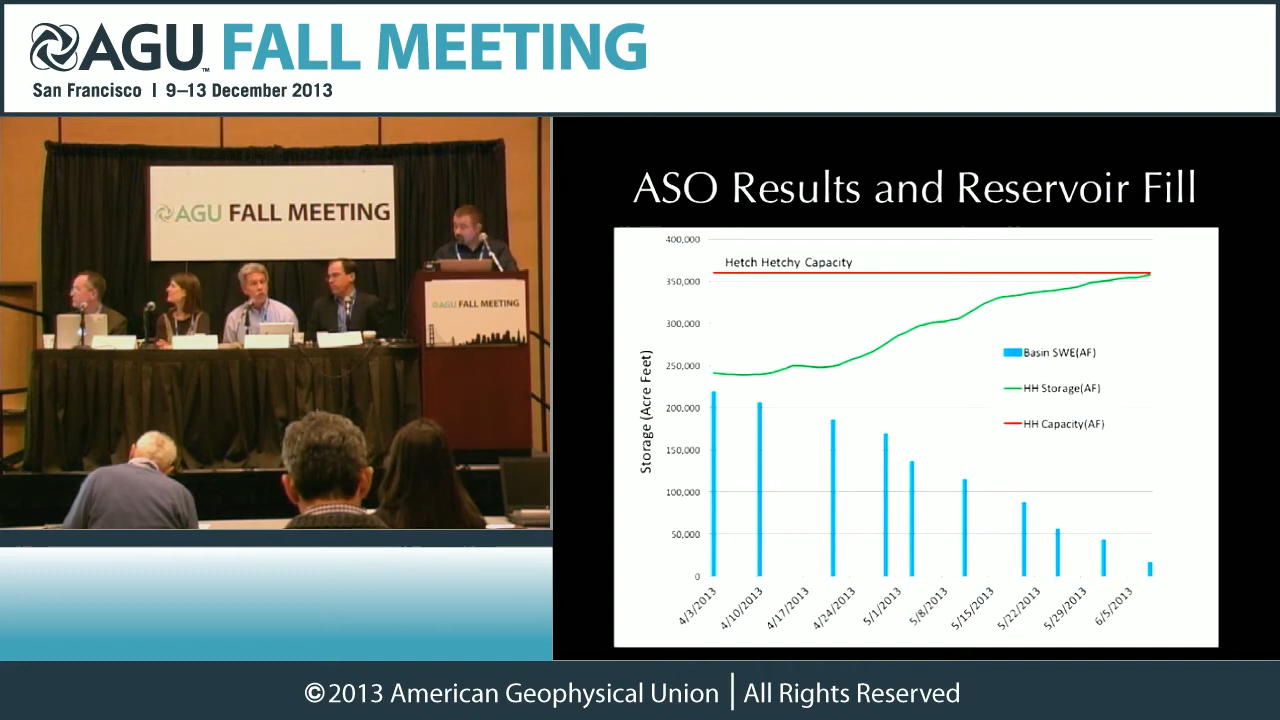 AGU™ FALL MEETING
San Francisco | 9–13 December 2013
AGU FALL MEETING
AGU FALL MEETING
ASO Results and Reservoir Fill
400,000
350,000
300,000
250,000
200,000
150,000
100,000
50,000
0
Storage (Acre Feet)
Hetch Hetchy Capacity
Basin SWE(AF)
HH Storage(AF)
HH Capacity(AF)
4/3/2013
4/10/2013
4/17/2013
4/24/2013
5/1/2013
5/8/2013
5/15/2013
5/22/2013
5/29/2013
6/5/2013
©2013 American Geophysical Union | All Rights Reserved